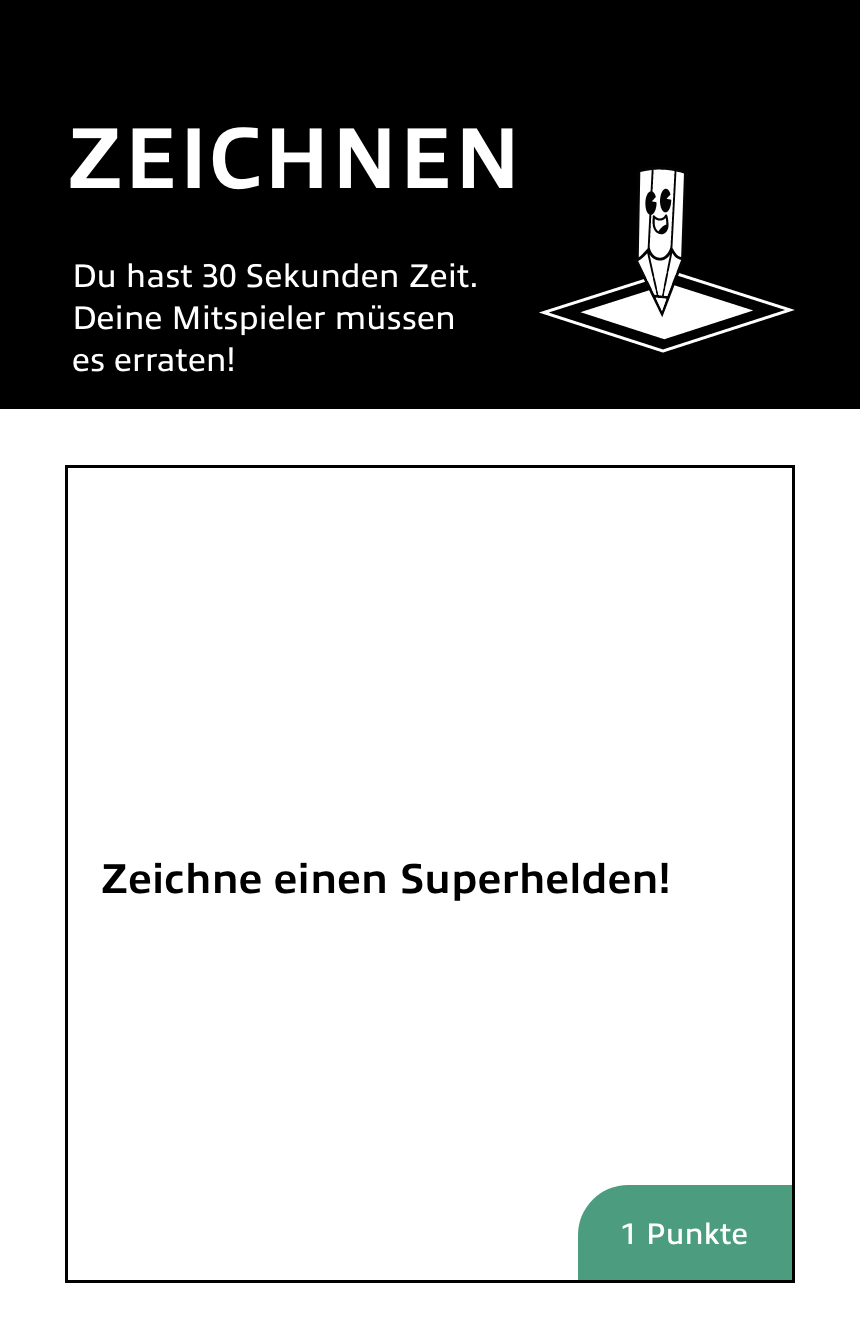 ZEICHNEN
Du hast 30 Sekunden Zeit.
Deine Mitspieler müssen
es erraten!
Zeichne einen Superhelden!
1 Punkte